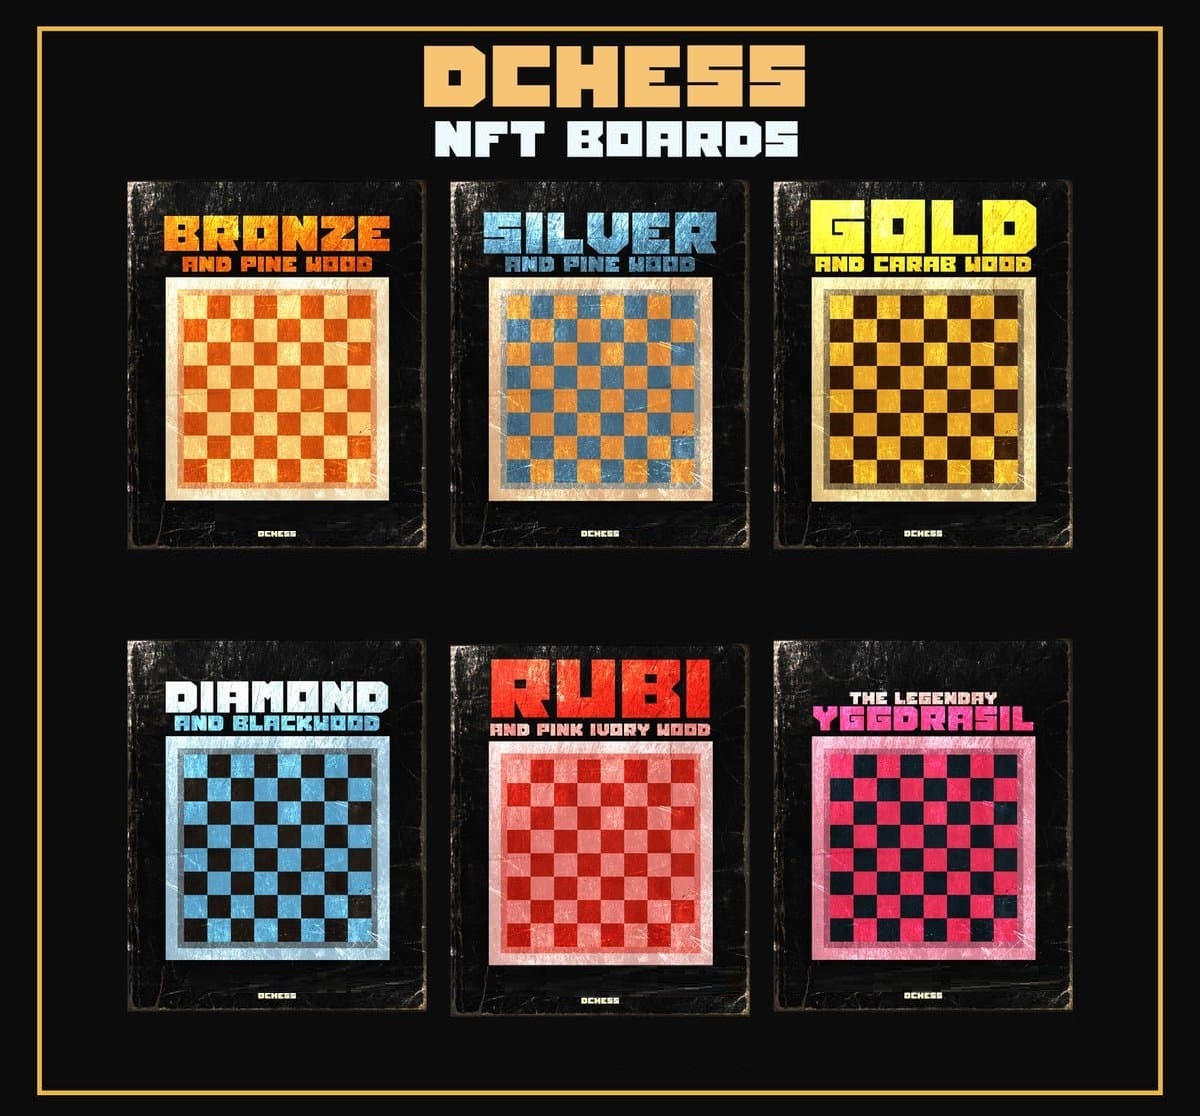 DCHESS
NFT BOARDS
BRONZE
AND PINE WOOD
DCHESS
SILVER
AND PINE WOOD
DCHESS
GOLD
AND CARAB WOOD
DCHESS
DIAMOND
AND BLACKWOOD
DCHESS
RUBI
AND PINK IVORY WOOD
DCHESS
THE LEGENDAY
YGGDRASIL
DCHESS